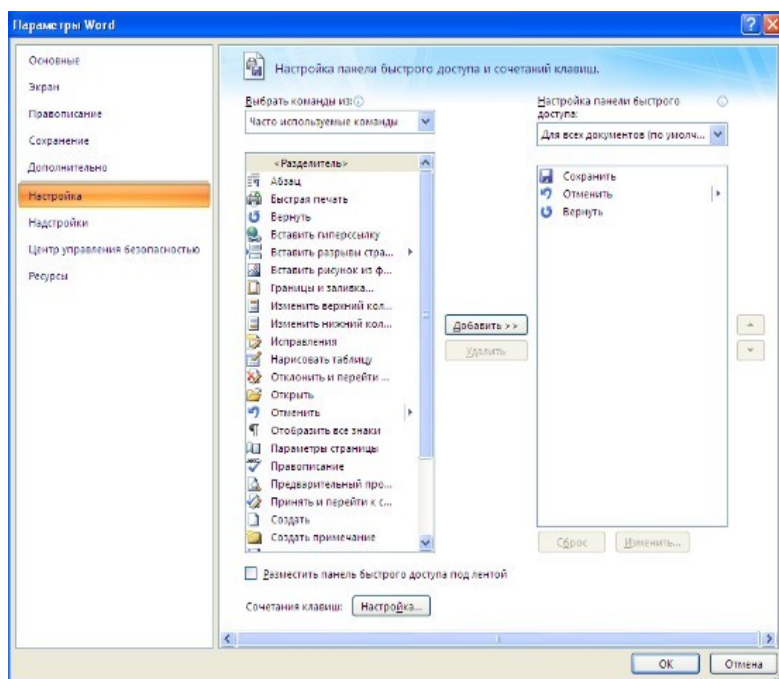 Параметры Word
Основные
Экран
Правописание
Сохранение
Дополнительно
Настройка
Надстройки
Центр управления безопасностью
Ресурсы
Настройка панели быстрого доступа и сочетаний клавиш.
Выбрать команды из:
Часто используемые команды
<Разделитель>
Абзац
Быстрая печать
Вернуть
Вставить гиперссылку
Вставить разрывы стра...
Вставить рисунок из ф...
Границы и заливка...
Изменить верхний кол...
Изменить нижний кол...
Исправления
Нарисовать таблицу
Отклонить и перейти ...
Открыть
Отменить
Отобразить все знаки
Параметры страницы
Правописание
Предварительный про...
Принять и перейти к с...
Создать
Создать примечание
Добавить >>
Удалить
Настройка панели быстрого
доступа:
Для всех документов (по умолч...
Сохранить
Отменить
Вернуть
Сброс
Изменить...
Разместить панель быстрого доступа под лентой
Сочетания клавиш:
Настройка...
ОК
Отмена